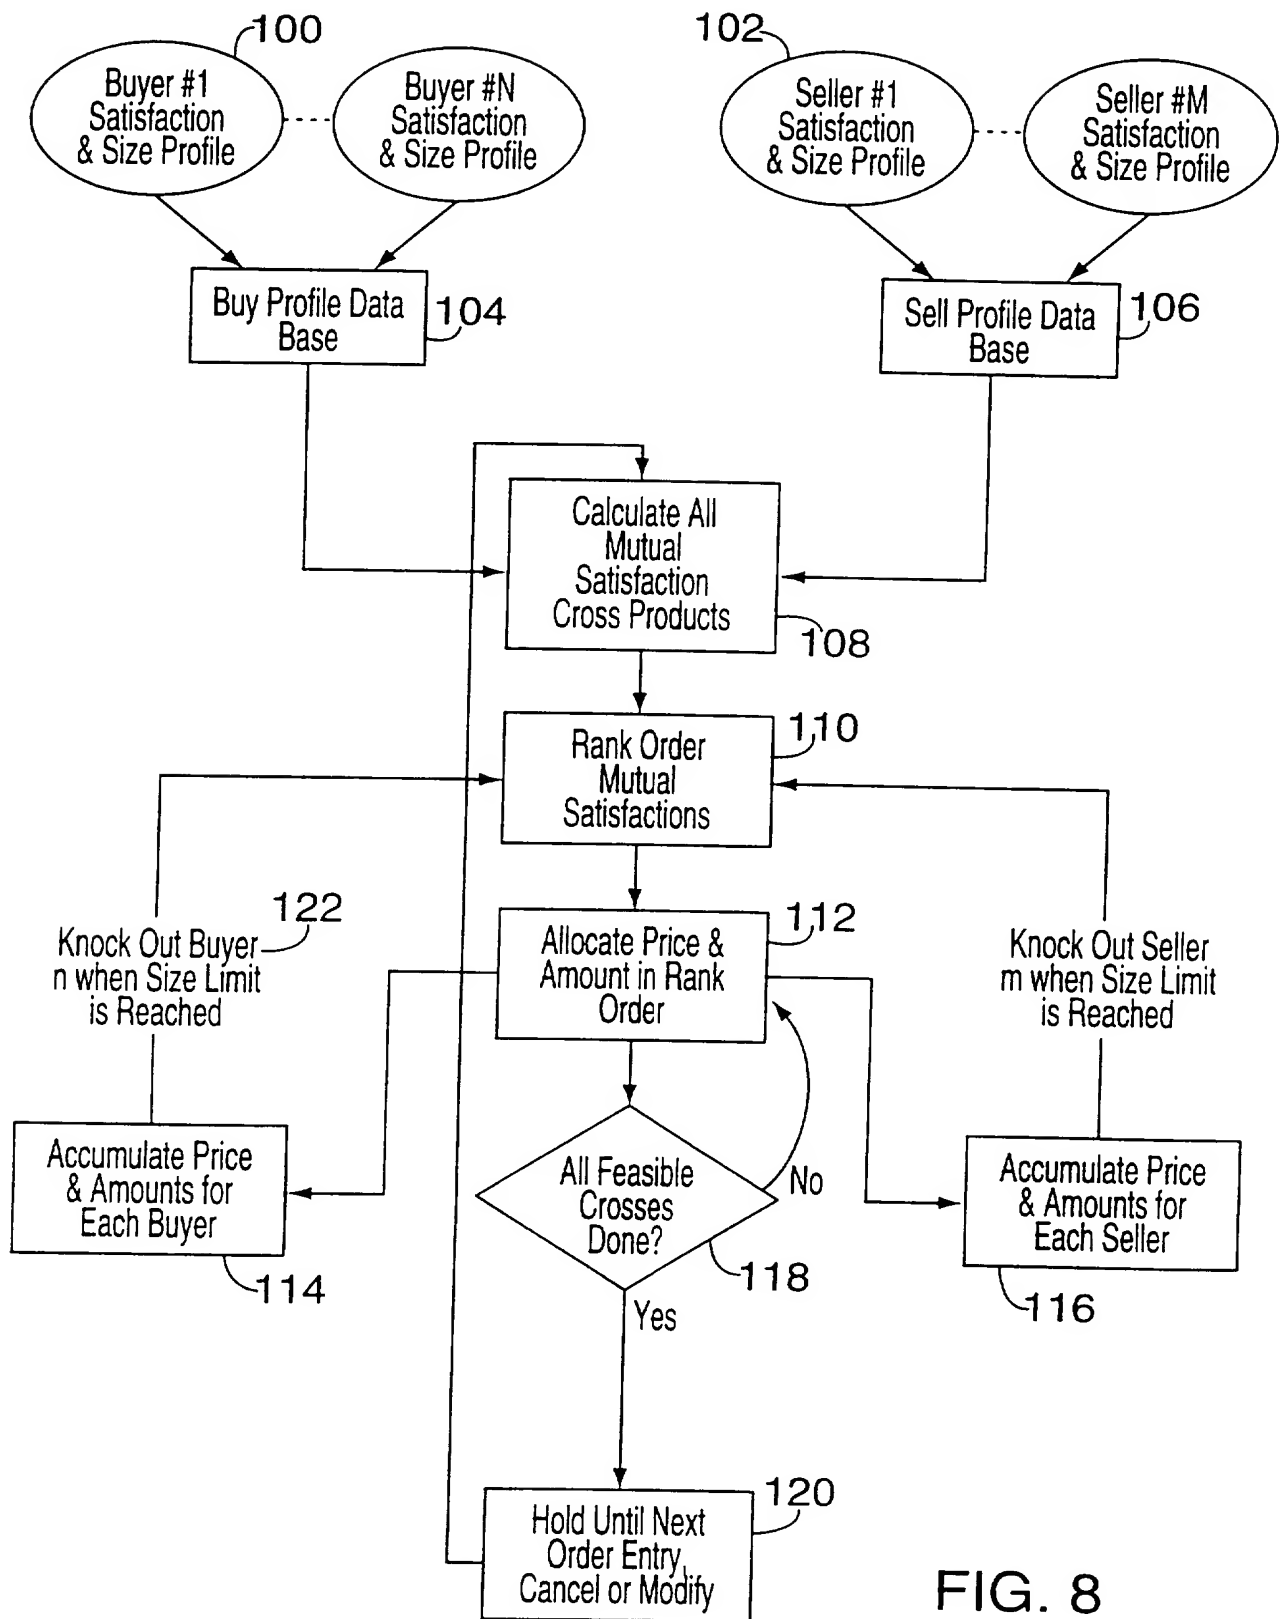 100
Buyer #1
Satisfaction
& Size Profile
Buyer #N
Satisfaction
& Size Profile
102
Seller #1
Satisfaction
& Size Profile
Seller #M
Satisfaction
& Size Profile
Buy Profile Data
Base
104
Sell Profile Data
Base
106
Calculate All
Mutual
Satisfaction
Cross Products
108
Rank Order
Mutual
Satisfactions
110
Allocate Price &
Amount in Rank
Order
112
Knock Out Buyer
n when Size Limit
is Reached
122
Knock Out Seller
m when Size Limit
is Reached
Accumulate Price
& Amounts for
Each Buyer
114
All Feasible
Crosses
Done?
No
118
Yes
Accumulate Price
& Amounts for
Each Seller
116
Hold Until Next
Order Entry,
Cancel or Modify
120
FIG. 8